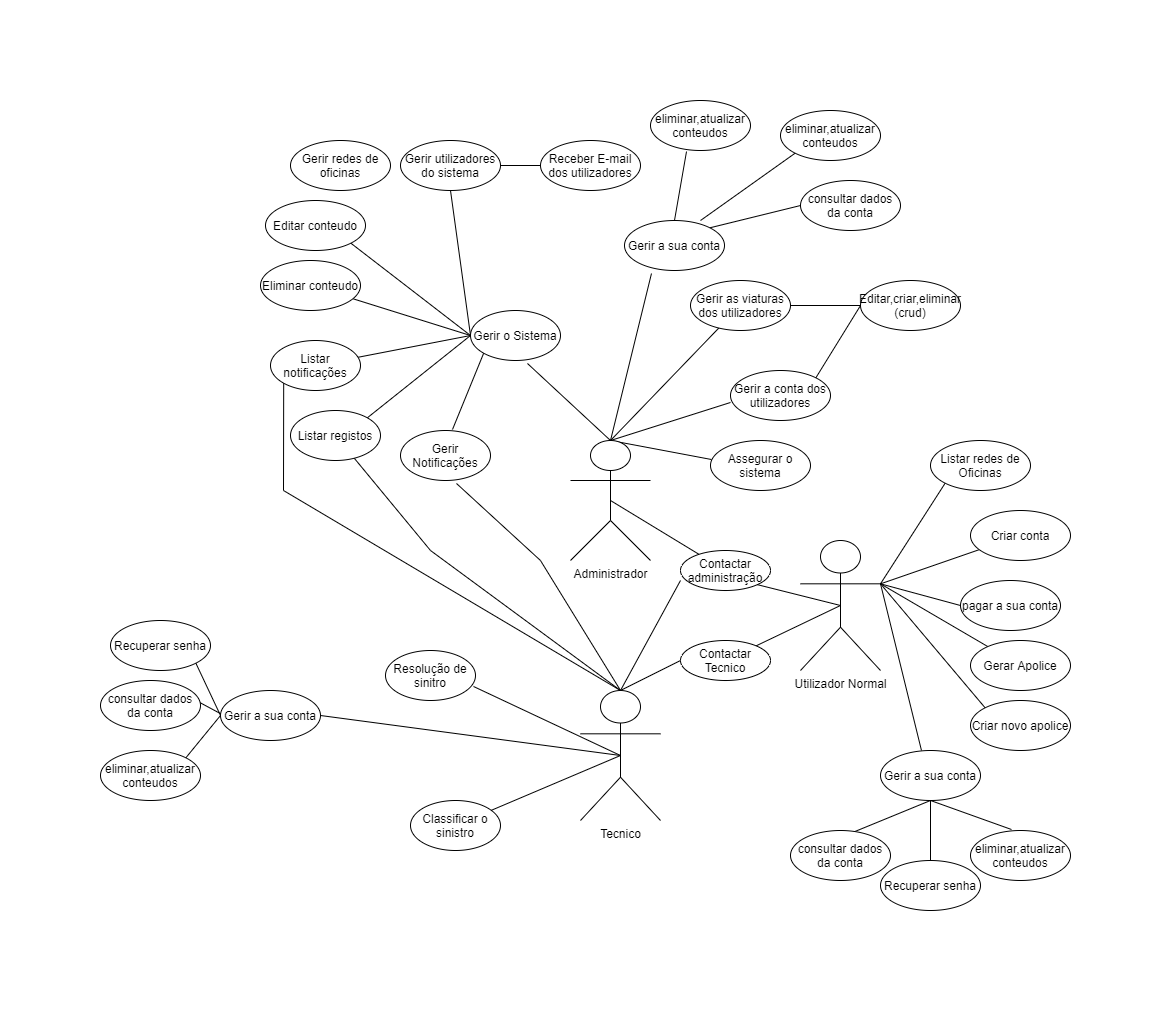 eliminar,atualizar
conteudos
eliminar,atualizar
conteudos
Gerir redes de
oficinas
Gerir utilizadores
do sistema
Receber E-mail
dos utilizadores
consultar dados
da conta
Editar conteudo
Gerir a sua conta
Eliminar conteudo
Gerir as viaturas
dos utilizadores
Editar,criar,eliminar
(crud)
Gerir o Sistema
Listar
notificações
Gerir a conta dos
utilizadores
Listar registos
Gerir
Notificações
Assegurar o
sistema
Listar redes de
Oficinas
Criar conta
Administrador
Contactar
administração
pagar a sua conta
Recuperar senha
Contactar
Tecnico
Gerar Apolice
Resolução de
sinitro
Utilizador Normal
consultar dados
da conta
Gerir a sua conta
Criar novo apolice
eliminar,atualizar
conteudos
Gerir a sua conta
Classificar o
sinistro
Tecnico
consultar dados
da conta
eliminar,atualizar
conteudos
Recuperar senha